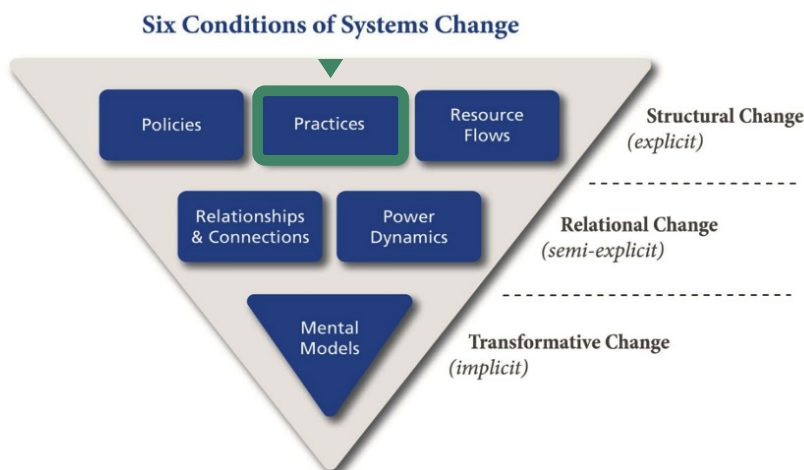 Six Conditions of Systems Change
Policies
Practices
Resource
Flows
Structural Change
(explicit)
Relationships
& Connections
Power
Dynamics
Relational Change
(semi-explicit)
Mental
Models
Transformative Change
(implicit)